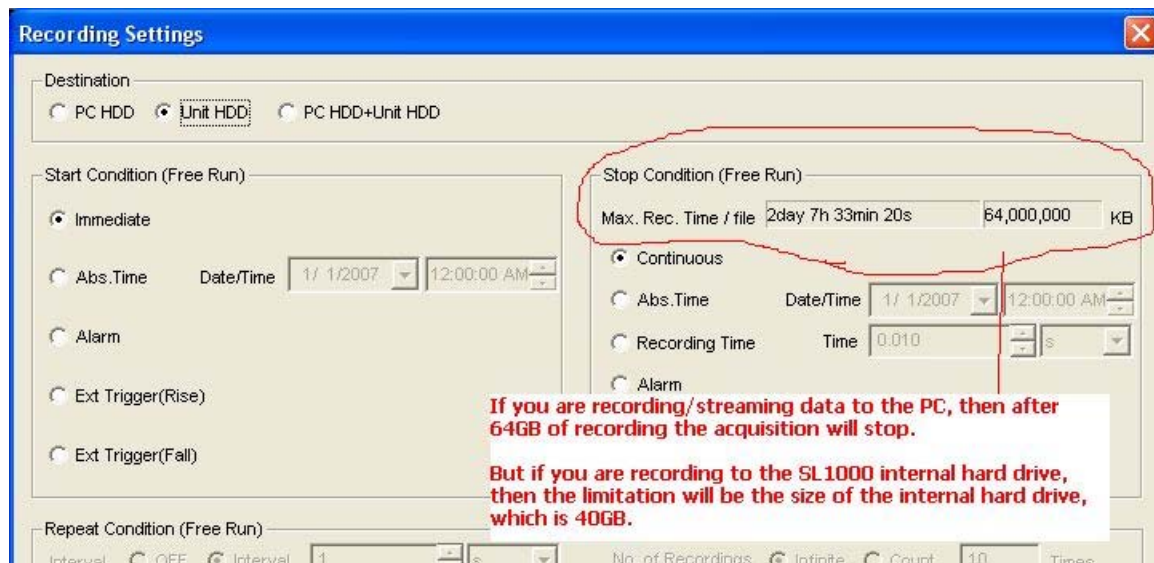 Recording Settings
Destination
PC HDD Unit HDD PC HDD+Unit HDD
Start Condition (Free Run)
Immediate
Abs.Time Date/Time 1/ 1/2007 12:00:00 AM
Alarm
Ext Trigger(Rise)
Ext Trigger(Fall)
Stop Condition (Free Run)
Max. Rec. Time / file 2day 7h 33min 20s 64,000,000 KB
Continuous
Abs.Time Date/Time 1/ 1/2007 12:00:00 AM
Recording Time Time 0.010 s
Alarm
If you are recording/streaming data to the PC, then after
64GB of recording the acquisition will stop.
But if you are recording to the SL1000 internal hard drive,
then the limitation will be the size of the internal hard drive,
which is 40GB.
Repeat Condition (Free Run)
Interval OFF Interval 1 s No. of Recordings Infinite Count 10 Times